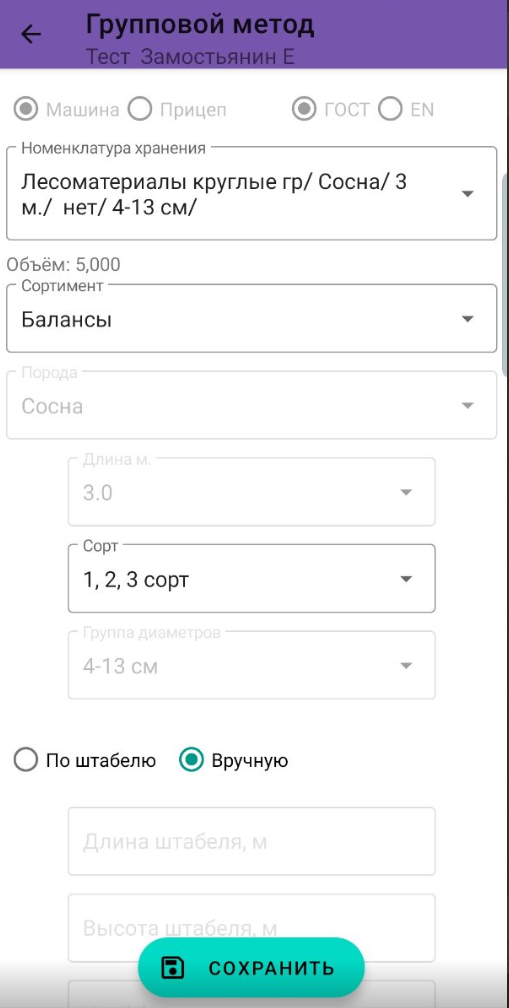 Групповой метод
Тест Замостьянин Е
Машина Прицеп ГОСТ EN
Номенклатура хранения
Лесоматериалы круглые гр/ Сосна/ 3
м./ нет/ 4-13 см/
Объём: 5,000
Сортимент
Балансы
Порода
Сосна
Длина м.
3.0
Сорт
1, 2, 3 сорт
Группа диаметров
4-13 см
По штабелю Вручную
Длина штабеля, м
Высота штабеля, м
СОХРАНИТЬ